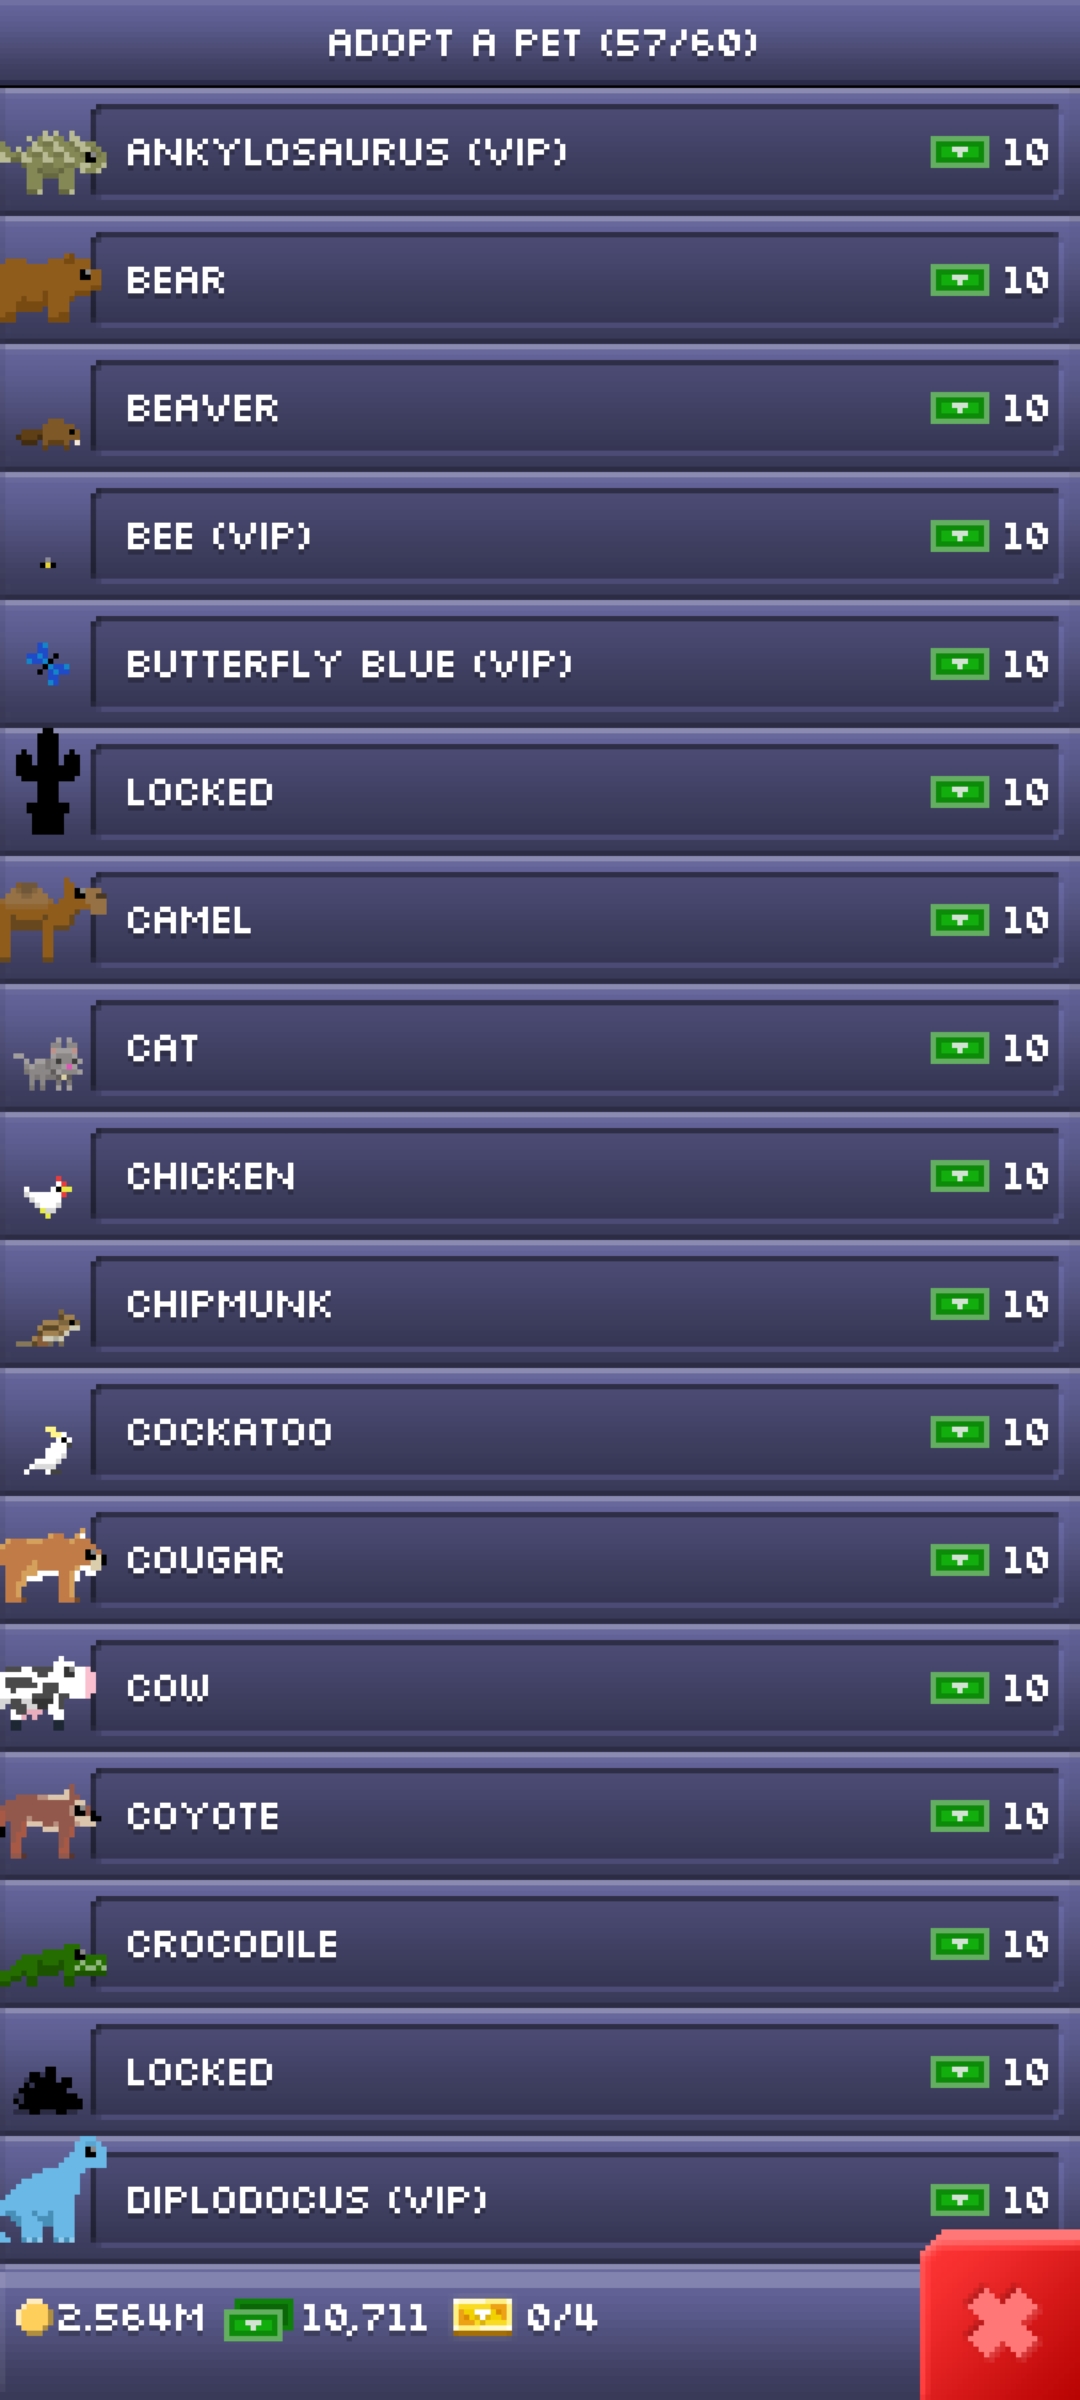 ADOPT A PET (57/60)
ANKYLOSAURUS (VIP) 10
BEAR 10
BEAVER 10
BEE (VIP) 10
BUTTERFLY BLUE (VIP) 10
LOCKED 10
CAMEL 10
CAT 10
CHICKEN 10
CHIPMUNK 10
COCKATOO 10
COUGAR 10
COW 10
COYOTE 10
CROCODILE 10
LOCKED 10
DIPLODOCUS (VIP) 10
2.564M 10,711 0/4